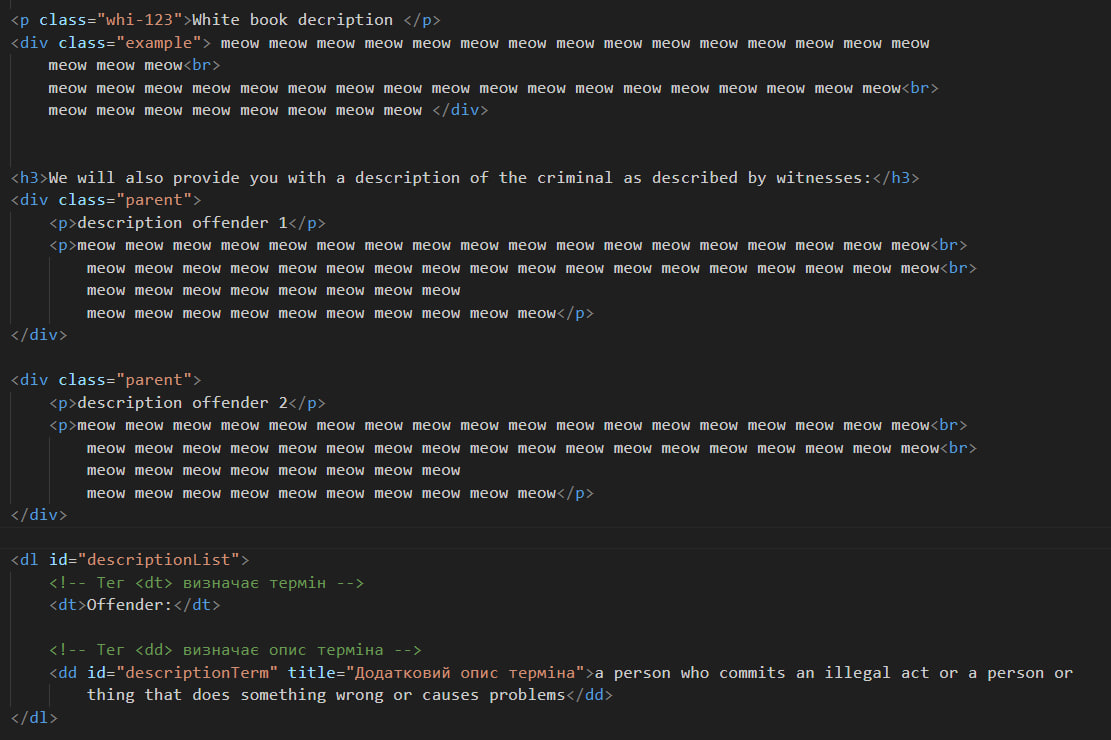 <p class="whi-123">White book decription </p>
<div class="example"> meow meow meow meow meow meow meow meow meow meow meow meow meow meow meow
meow meow meow<br>
meow meow meow meow meow meow meow meow meow meow meow meow meow meow meow meow meow meow<br>
meow meow meow meow meow meow meow meow </div>
<h3>We will also provide you with a description of the criminal as described by witnesses:</h3>
<div class="parent">
<p>description offender 1</p>
<p>meow meow meow meow meow meow meow meow meow meow meow meow meow meow meow meow meow meow<br>
meow meow meow meow meow meow meow meow meow meow meow meow meow meow meow meow meow meow<br>
meow meow meow meow meow meow meow meow
meow meow meow meow meow meow meow meow meow meow</p>
</div>
<div class="parent">
<p>description offender 2</p>
<p>meow meow meow meow meow meow meow meow meow meow meow meow meow meow meow meow meow meow<br>
meow meow meow meow meow meow meow meow meow meow meow meow meow meow meow meow meow meow<br>
meow meow meow meow meow meow meow meow
meow meow meow meow meow meow meow meow meow meow</p>
</div>
<dl id="descriptionList">
<!-- Тег <dt> визначає термін -->
<dt>Offender:</dt>
<!-- Тег <dd> визначає опис терміна -->
<dd id="descriptionTerm" title="Додатковий опис терміна">a person who commits an illegal act or a person or
thing that does something wrong or causes problems</dd>
</dl>